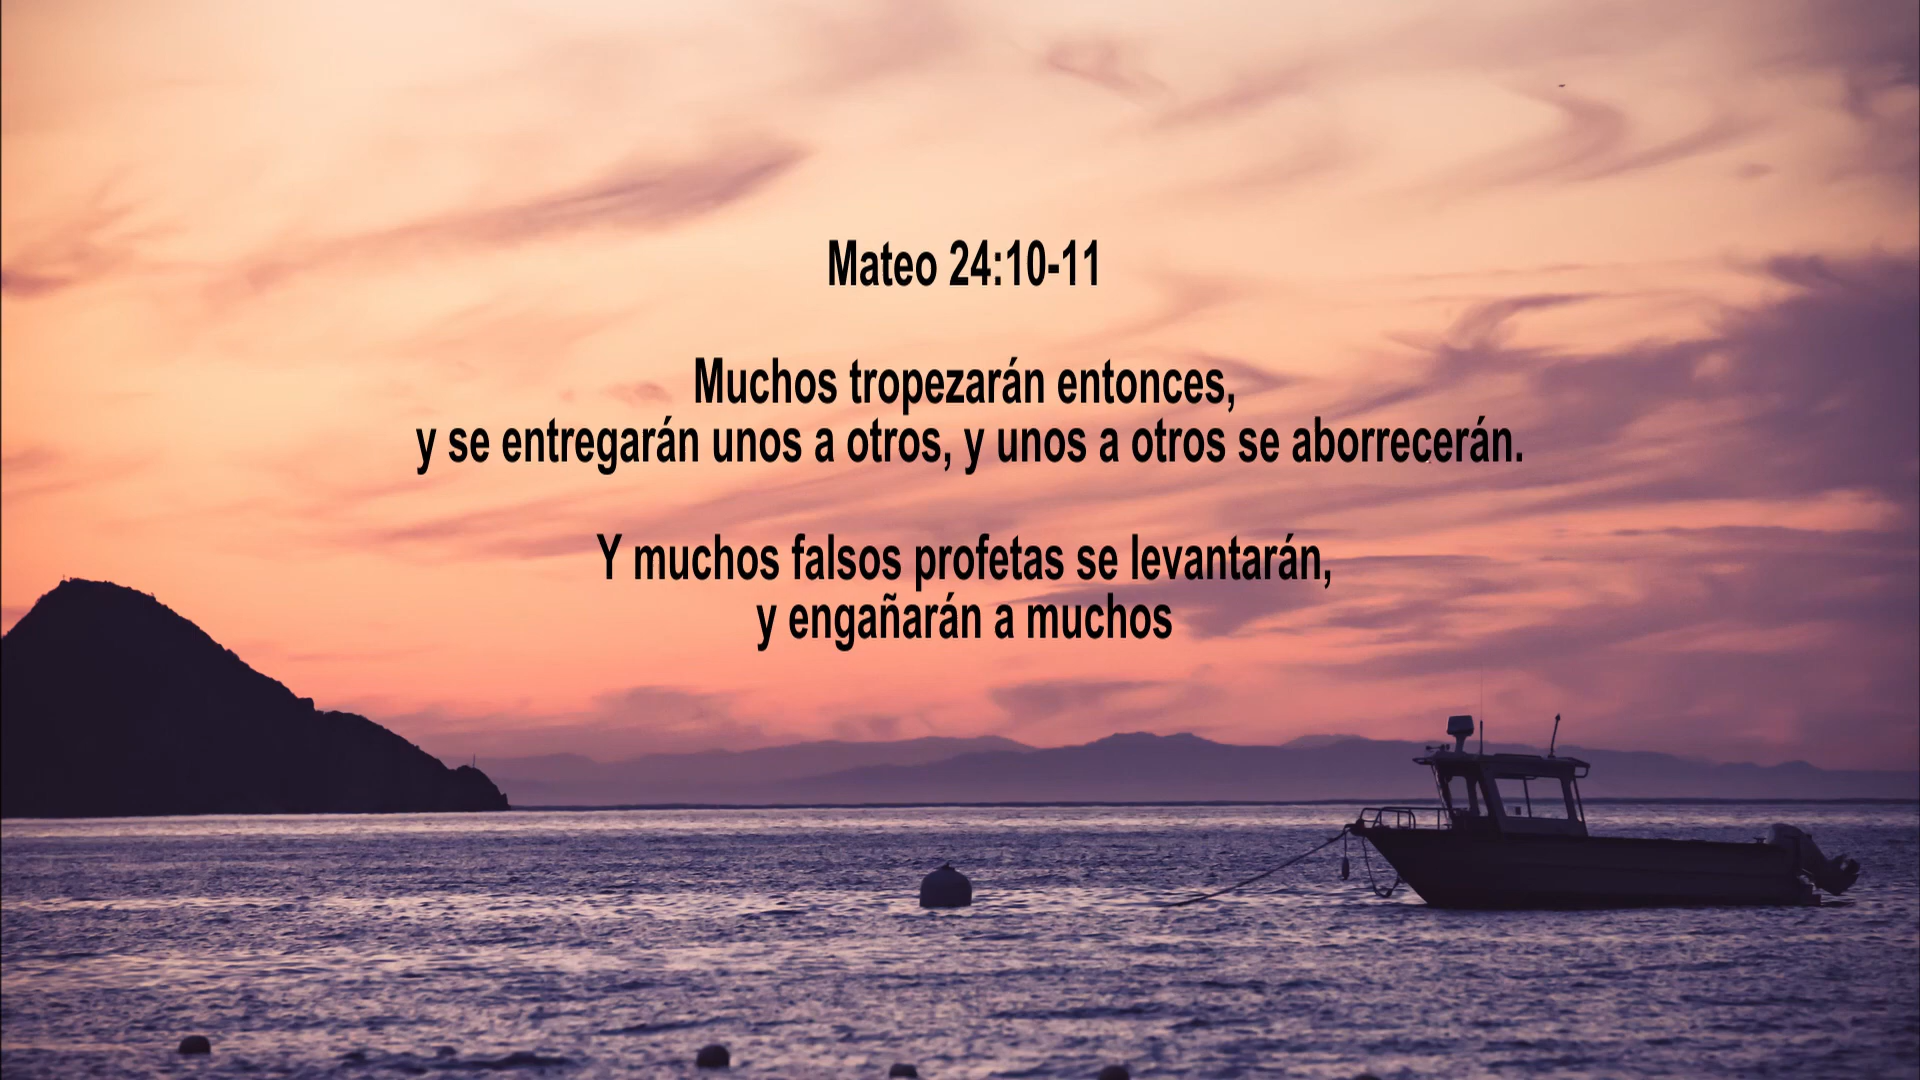 Mateo 24:10-11
Muchos tropezarán entonces,
y se entregarán unos a otros, y unos a otros se aborrecerán.
Y muchos falsos profetas se levantarán,
y engañarán a muchos